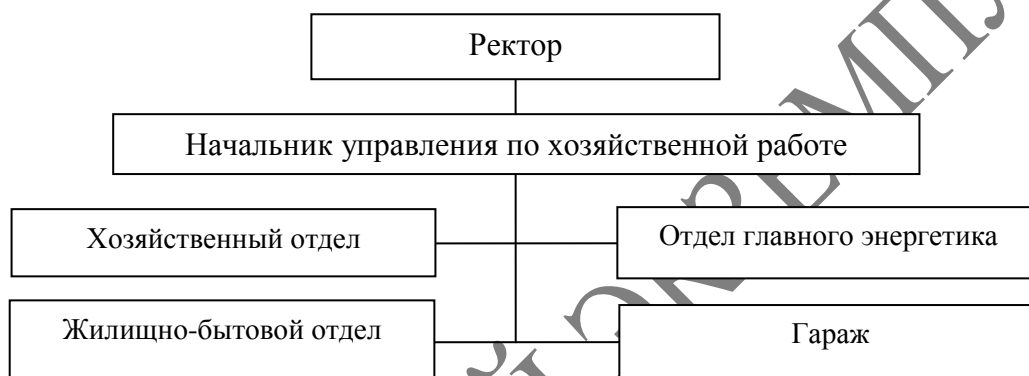 Ректор
Начальник управления по хозяйственной работе
Хозяйственный отдел
Отдел главного энергетика
Жилищно-бытовой отдел
Гараж